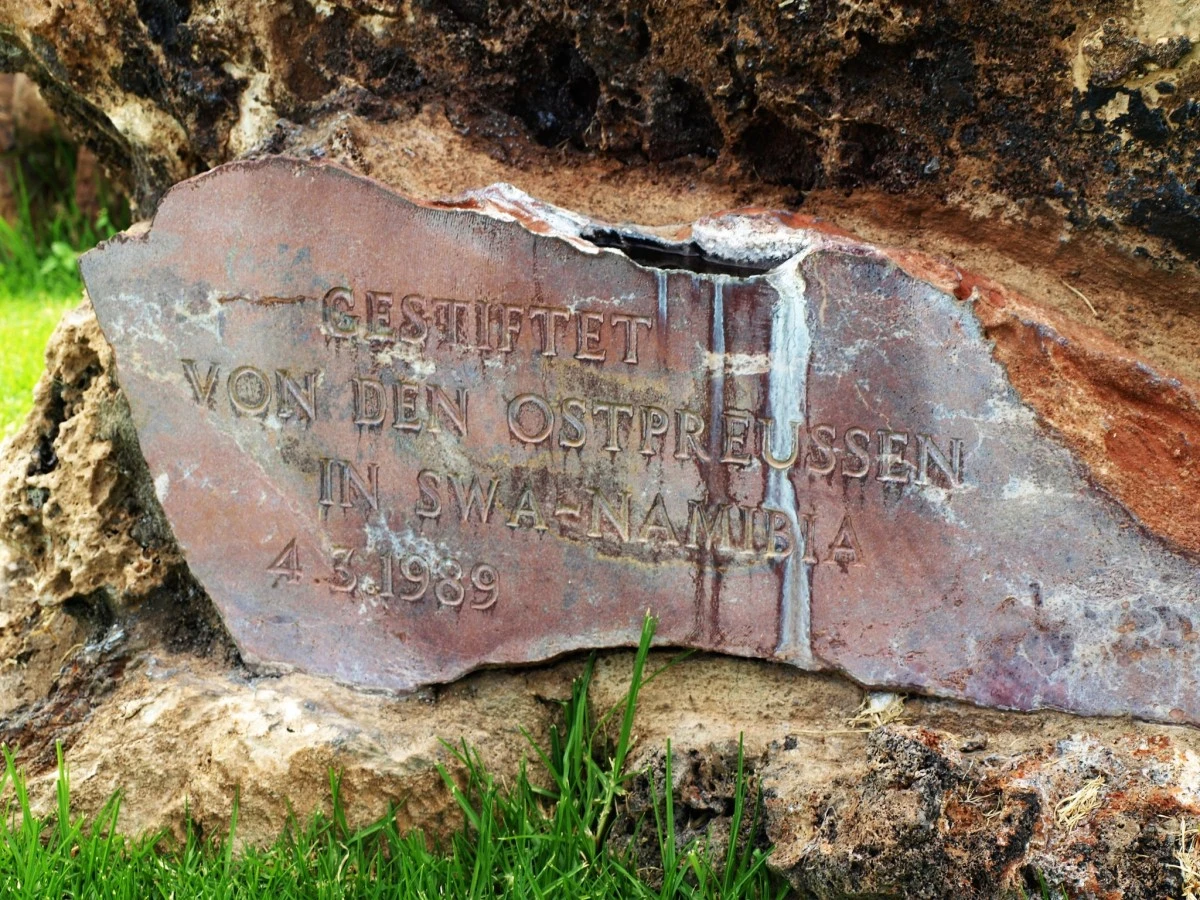 GESTIFTET
VON DEN OSTPREUSSEN
IN SWA-NAMIBIA
4.3.1989